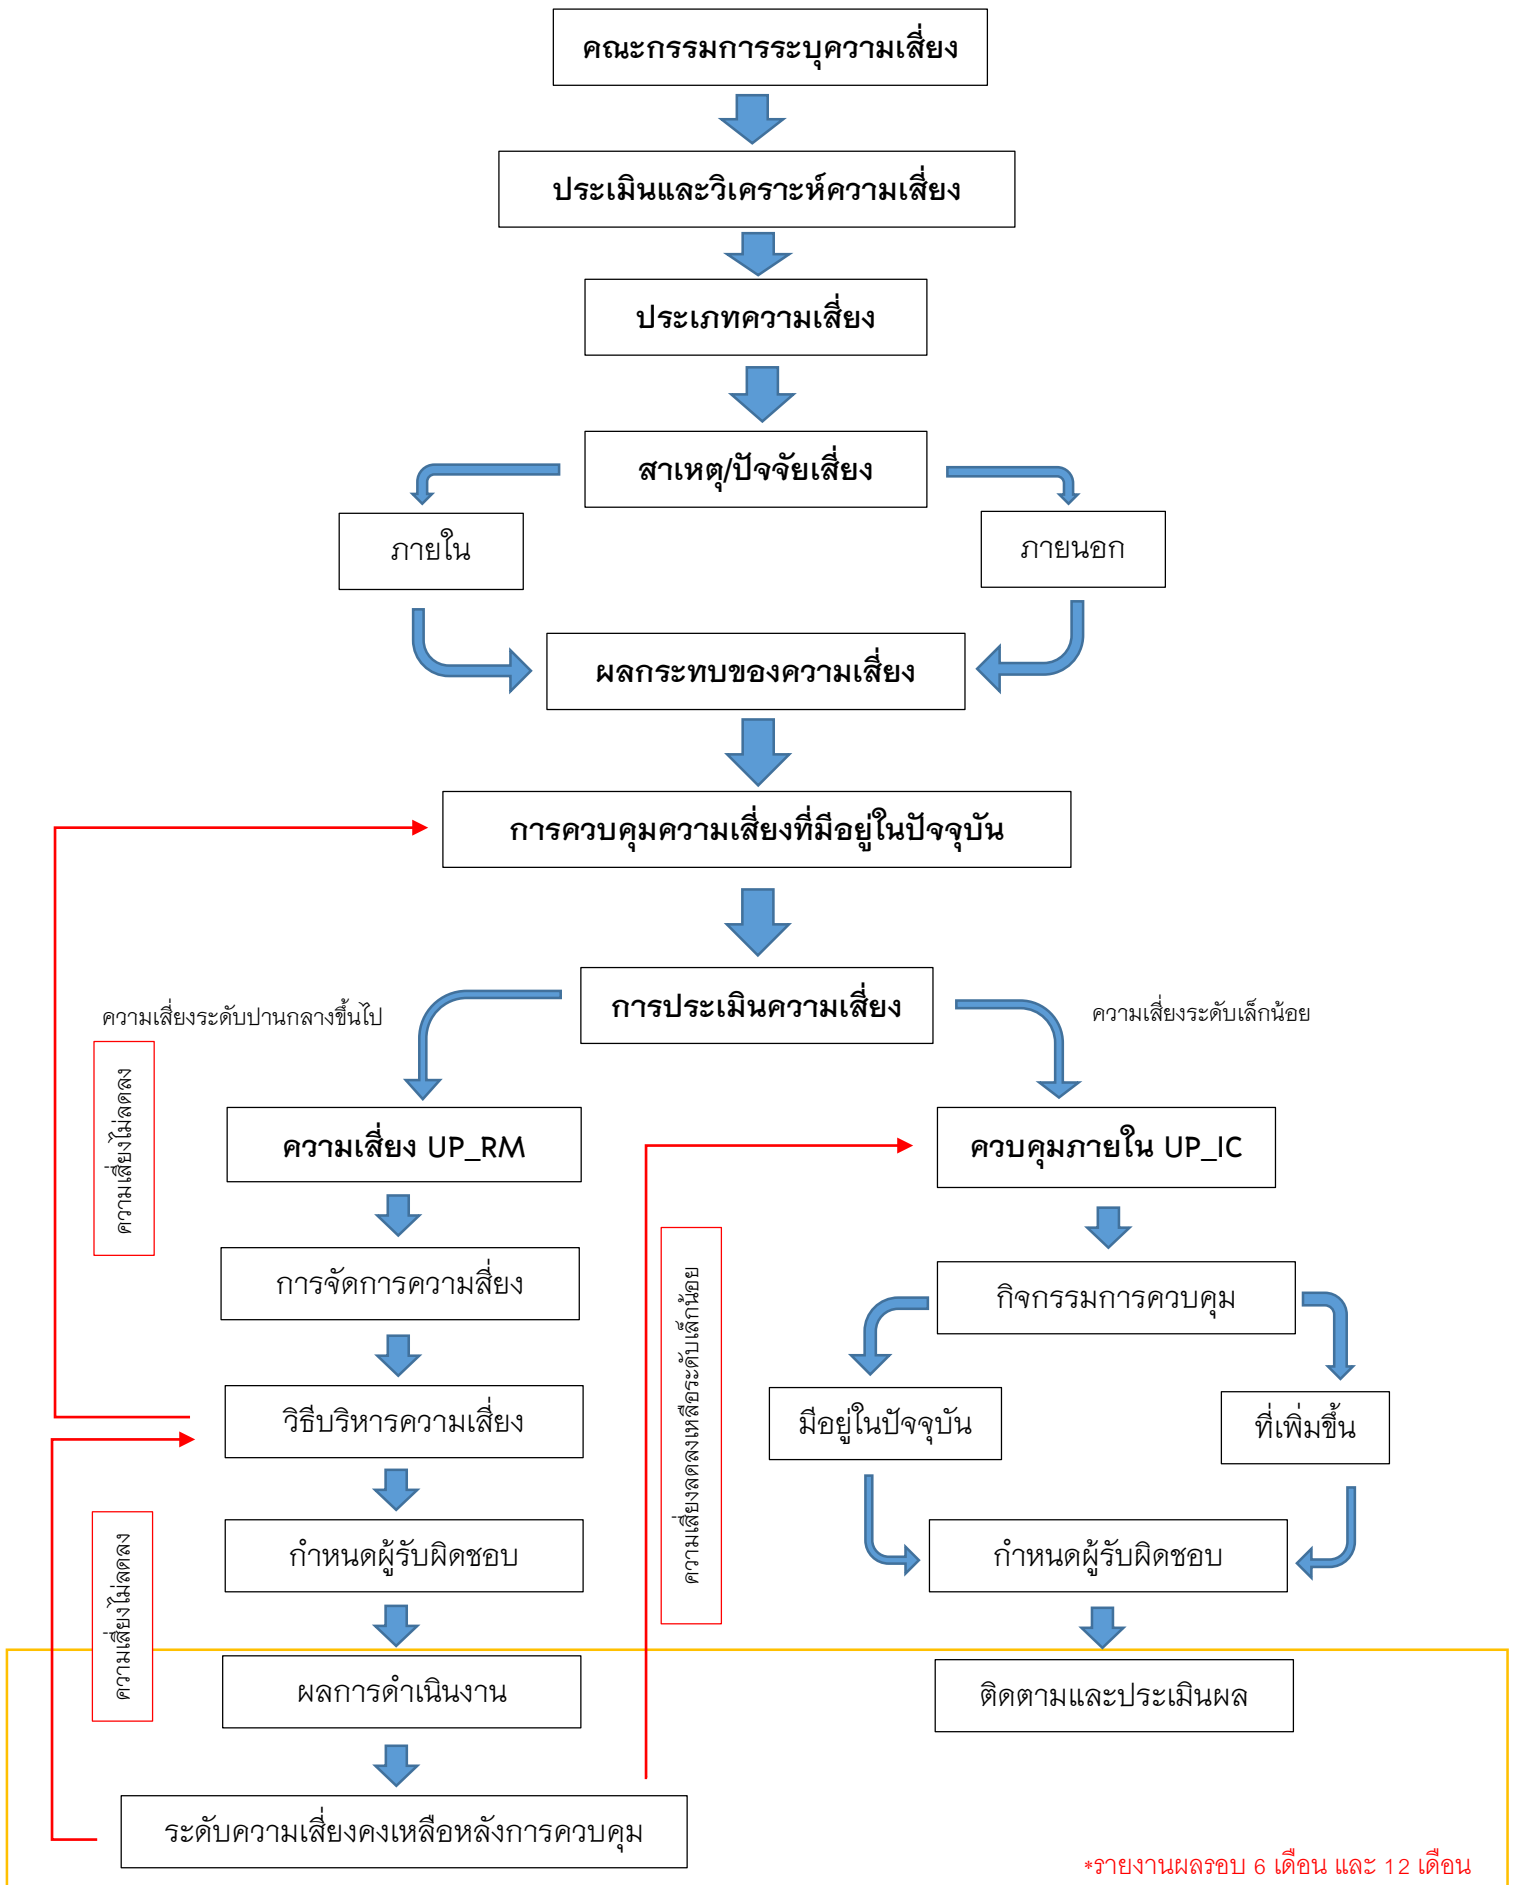 คณะกรรมการระบุความเสี่ยง
ประเมินและวิเคราะห์ความเสี่ยง
ประเภทความเสี่ยง
สาเหตุ/ปัจจัยเสี่ยง
ภายใน
ภายนอก
ผลกระทบของความเสี่ยง
การควบคุมความเสี่ยงที่มีอยู่ในปัจจุบัน
การประเมินความเสี่ยง
ความเสี่ยงระดับปานกลางขึ้นไป
ความเสี่ยงระดับเล็กน้อย
ความเสี่ยงไม่ลดลง
ความเสี่ยง UP_RM
ควบคุมภายใน UP_IC
การจัดการความสี่ยง
กิจกรรมการควบคุม
ความเสี่ยงลดลงเหลือระดับเล็กน้อย
วิธีบริหารความเสี่ยง
มีอยู่ในปัจจุบัน
ที่เพิ่มขึ้น
ความเสี่ยงไม่ลดลง
กำหนดผู้รับผิดชอบ
กำหนดผู้รับผิดชอบ
ผลการดำเนินงาน
ติดตามและประเมินผล
ระดับความเสี่ยงคงเหลือหลังการควบคุม
*รายงานผลรอบ 6 เดือน และ 12 เดือน